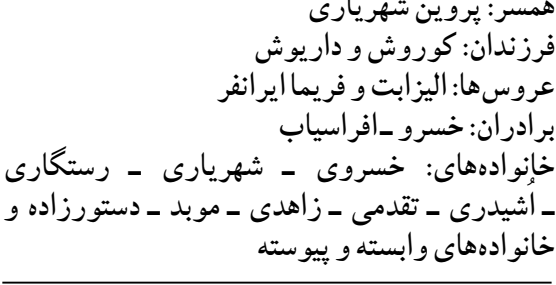 همسر: پروین شهریاری
فرزندان: کوروش و داریوش
عروس‌ها: الیزابت و فریما ایرانفر
برادران: خسرو ـ افراسیاب
خانواده‌های: خسروی ـ شهریاری ـ رستگاری
ـ اُشیدری ـ تقدمی ـ زاهدی ـ موبد ـ دستورزاده و
خانواده‌های وابسته و پیوسته